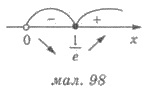 − +
0 1/e x
мал. 98